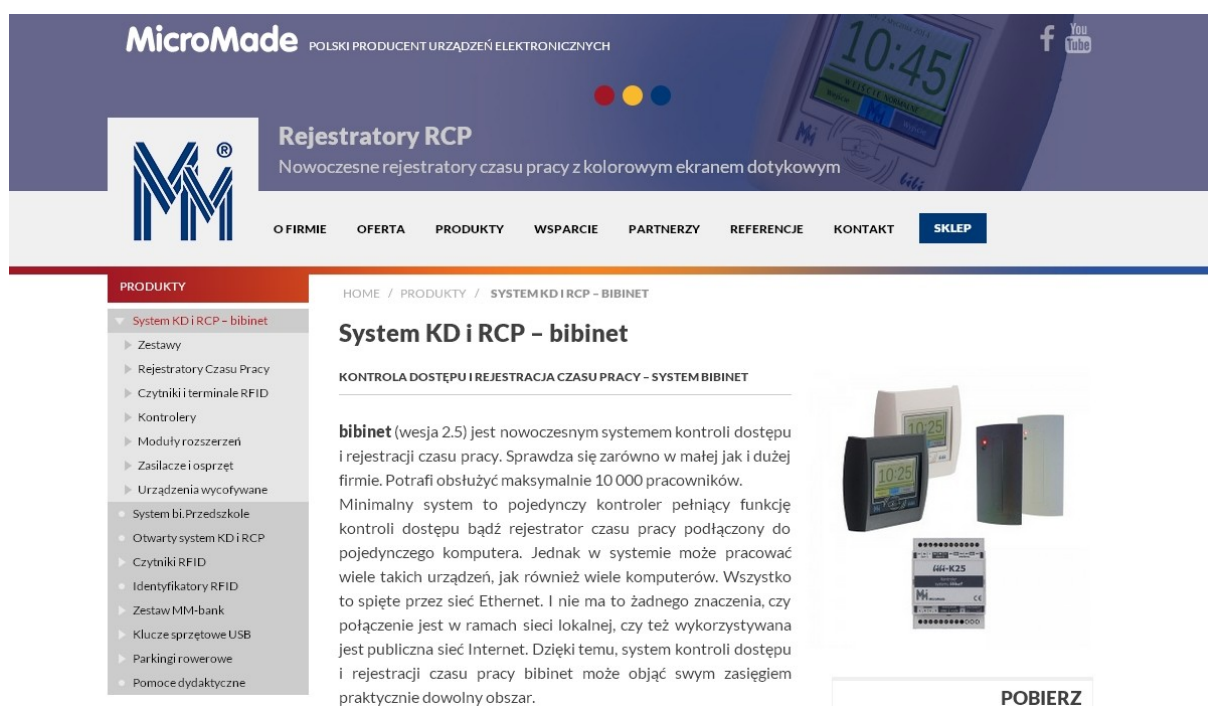 MicroMade POLSKI PRODUCENT URZĄDZEŃ ELEKTRONICZNYCH
f You Tube
10:45
WEJŚCIE NORMALNE
Rejestratory RCP
Nowoczesne rejestratory czasu pracy z kolorowym ekranem dotykowym
bibi
MM ®
O FIRMIE OFERTA PRODUKTY WSPARCIE PARTNERZY REFERENCJE KONTAKT SKLEP
PRODUKTY
System KD i RCP – bibinet
Zestawy
Rejestratory Czasu Pracy
Czytniki i terminale RFID
Kontrolery
Moduły rozszerzeń
Zasilacze i osprzęt
Urządzenia wycofywane
System bi.Przedszkole
Otwarty system KD i RCP
Czytniki RFID
Identyfikatory RFID
Zestaw MM-bank
Klucze sprzętowe USB
Parkingi rowerowe
Pomoce dydaktyczne
HOME / PRODUKTY / SYSTEM KD I RCP – BIBINET
System KD i RCP – bibinet
KONTROLA DOSTĘPU I REJESTRACJA CZASU PRACY – SYSTEM BIBINET
bibinet (wesja 2.5) jest nowoczesnym systemem kontroli dostępu
i rejestracji czasu pracy. Sprawdza się zarówno w małej jak i dużej
firmie. Potrafi obsłużyć maksymalnie 10 000 pracowników.
Minimalny system to pojedynczy kontroler pełniący funkcję
kontroli dostępu bądź rejestrator czasu pracy podłączony do
pojedynczego komputera. Jednak w systemie może pracować
wiele takich urządzeń, jak również wiele komputerów. Wszystko
to spięte przez sieć Ethernet. I nie ma to żadnego znaczenia, czy
połączenie jest w ramach sieci lokalnej, czy też wykorzystywana
jest publiczna sieć Internet. Dzięki temu, system kontroli dostępu
i rejestracji czasu pracy bibinet może objąć swym zasięgiem
praktycznie dowolny obszar.
10:25
10:25
bibi-K25
POBIERZ